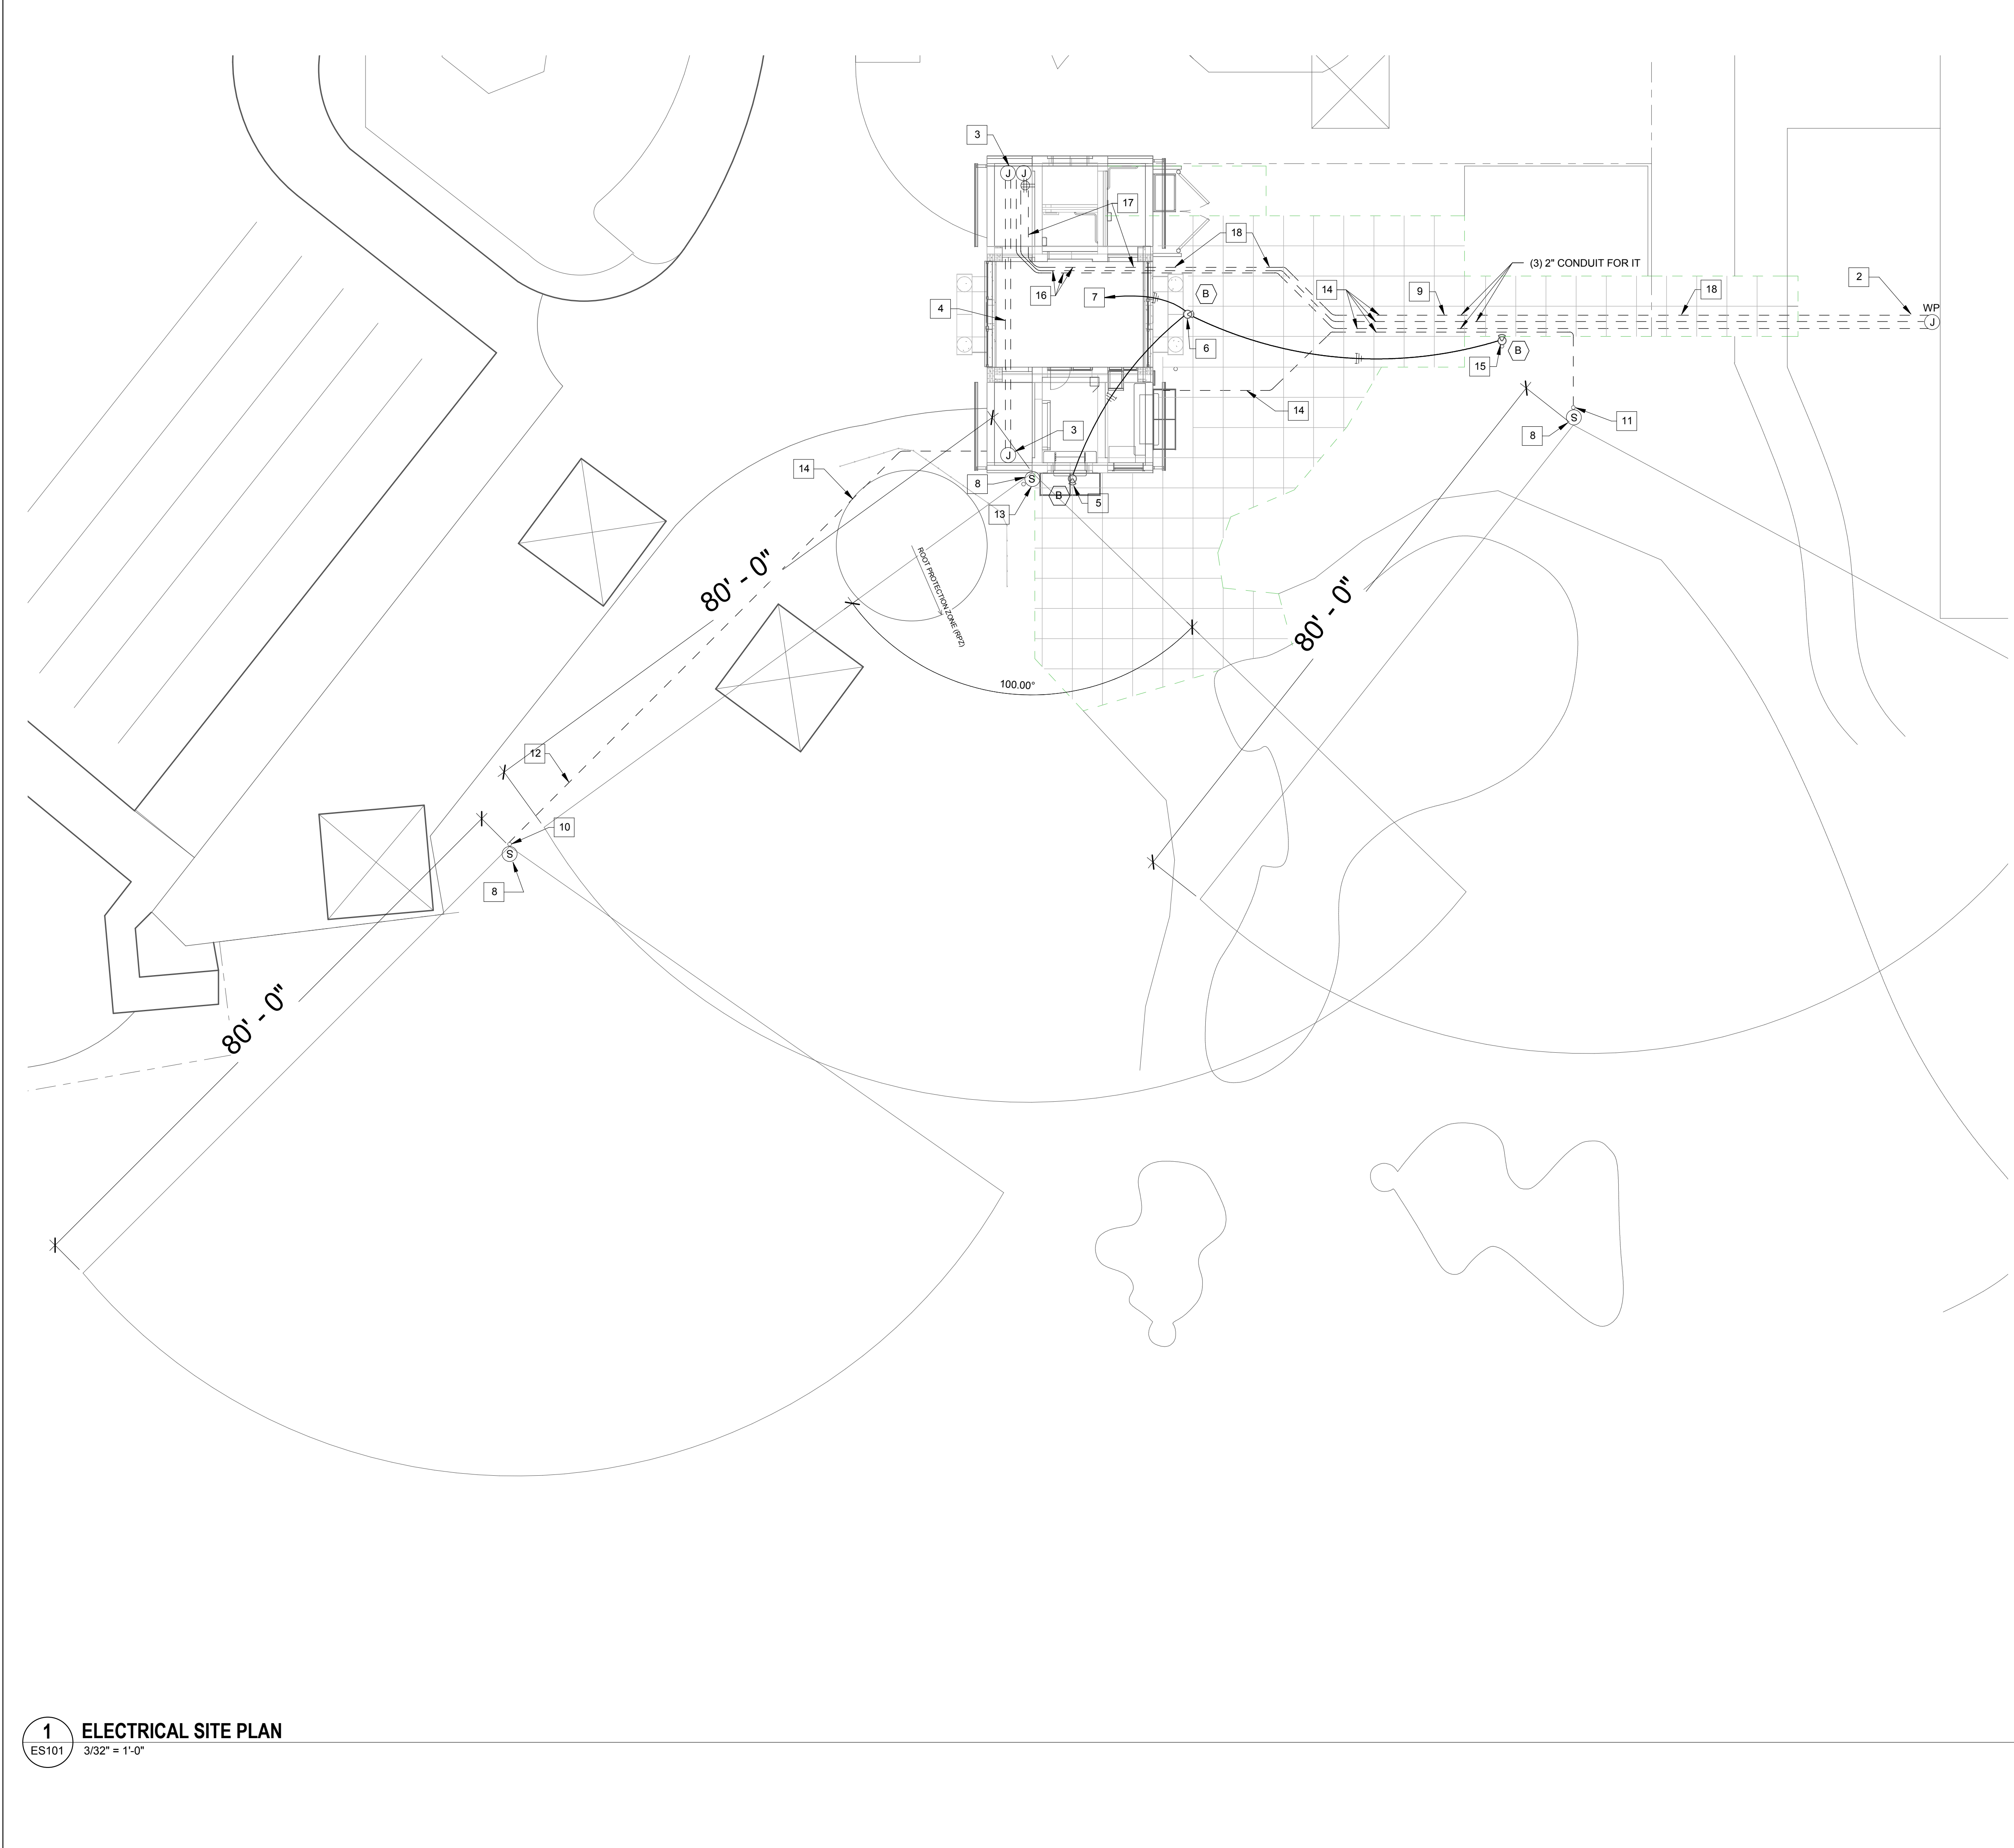 3
J
J
17
18
(3) 2" CONDUIT FOR IT
2
16
7
B
14
9
18
WP
J
4
6
15
B
14
3
J
11
S
8
14
8
S
B
5
13
ROOT PROTECTION ZONE (RPZ)
80' - 0"
80' - 0"
100.00°
12
10
S
8
80' - 0"
1
ES101
ELECTRICAL SITE PLAN
3/32" = 1'-0"